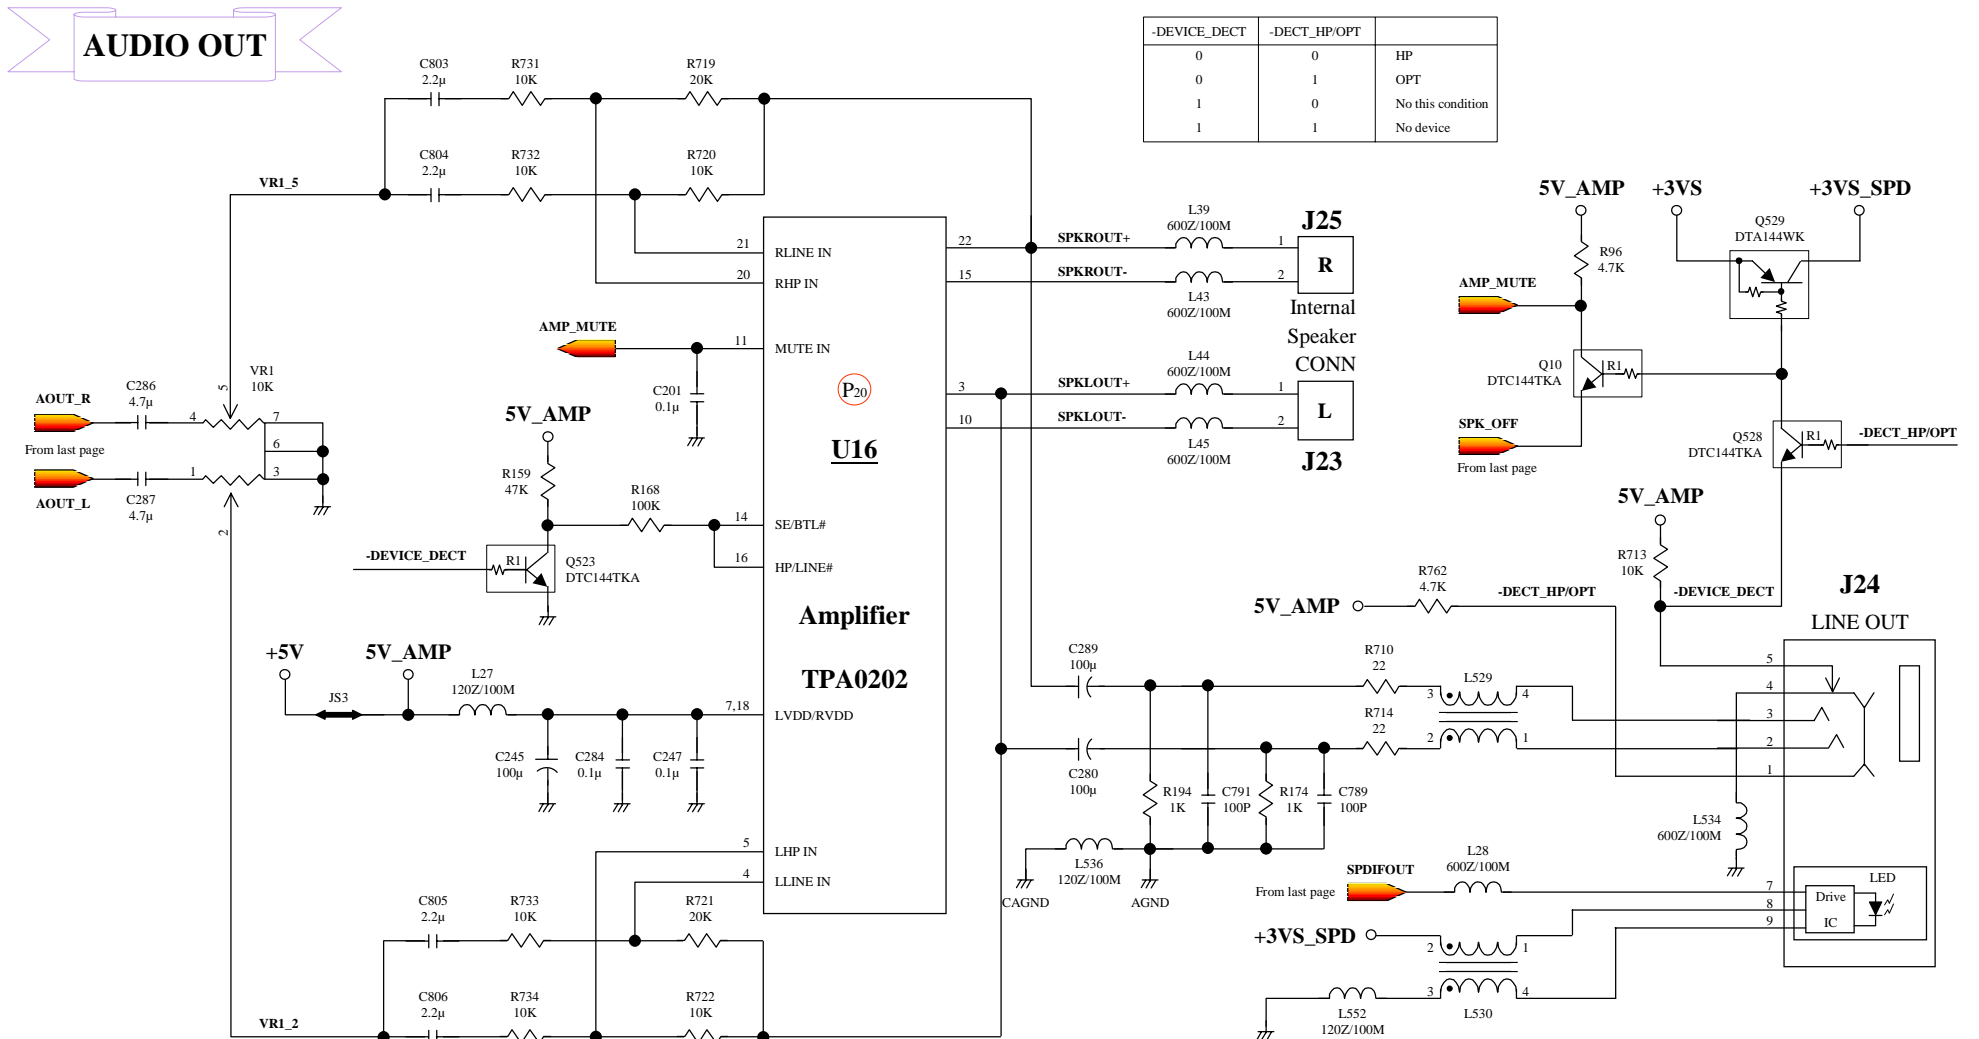 AUDIO OUT
-DEVICE_DECT -DECT_HP/OPT
0 0 HP
0 1 OPT
1 0 No this condition
1 1 No device
C803
2.2µ
R731
10K
R719
20K
C804
2.2µ
R732
10K
R720
10K
VR1_5
21 RLINE IN
20 RHP IN
AMP_MUTE
11 MUTE IN
C201
0.1µ
P20
U16
Amplifier
TPA0202
VR1
10K
5
AOUT_R
C286
4.7µ
4
7
6
From last page
1
3
AOUT_L
C287
4.7µ
2
5V_AMP
R159
47K
R168
100K
14 SE/BTL#
16 HP/LINE#
-DEVICE_DECT
R1
Q523
DTC144TKA
+5V
5V_AMP
JS3
L27
120Z/100M
7,18 LVDD/RVDD
C245
100µ
C284
0.1µ
C247
0.1µ
5 LHP IN
4 LLINE IN
C805
2.2µ
R733
10K
R721
20K
C806
2.2µ
R734
10K
R722
10K
VR1_2
22 SPKROUT+
L39
600Z/100M
1
15 SPKROUT-
L43
600Z/100M
2
J25
R
Internal
Speaker
CONN
3 SPKLOUT+
L44
600Z/100M
1
10 SPKLOUT-
L45
600Z/100M
2
L
J23
5V_AMP
+3VS
+3VS_SPD
R96
4.7K
Q529
DTA144WK
AMP_MUTE
Q10
DTC144TKA
R1
SPK_OFF
From last page
Q528
DTC144TKA
R1
-DECT_HP/OPT
5V_AMP
R713
10K
R762
4.7K
5V_AMP
-DECT_HP/OPT
-DEVICE_DECT
J24
LINE OUT
5
4
3
2
1
C289
100µ
R710
22
3
L529
4
R714
22
2
1
C280
100µ
R194
1K
C791
100P
R174
1K
C789
100P
L534
600Z/100M
L536
120Z/100M
CAGND
AGND
From last page
SPDIFOUT
L28
600Z/100M
7
8
9
Drive
IC
LED
+3VS_SPD
2
1
3
4
L552
120Z/100M
L530